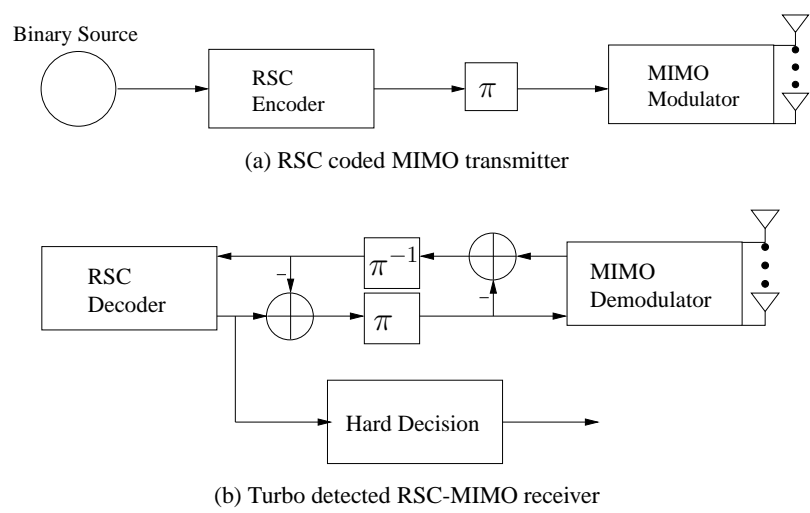 Binary Source
RSC
Encoder
π
MIMO
Modulator
(a) RSC coded MIMO transmitter
RSC
Decoder
−
π⁻¹
π
−
MIMO
Demodulator
Hard Decision
(b) Turbo detected RSC-MIMO receiver